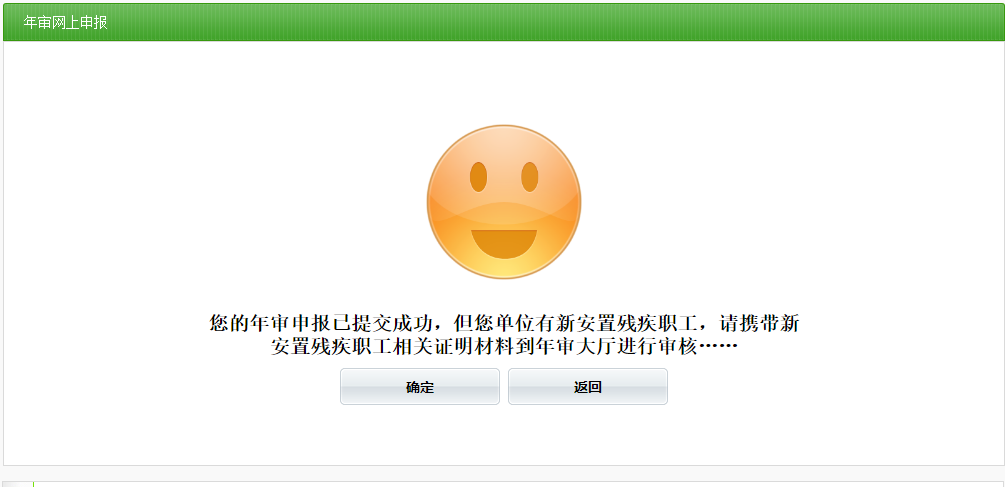 年审网上申报
您的年审申报已提交成功，但您单位有新安置残疾职工，请携带新
安置残疾职工相关证明材料到年审大厅进行审核……
确定
返回